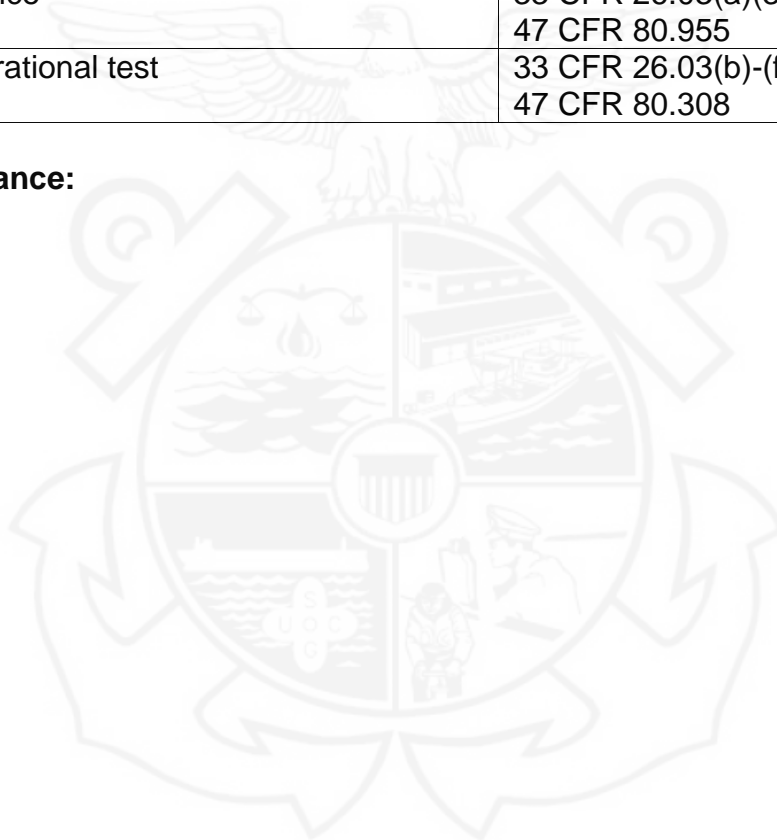 47 CFR 80.955
rational test 33 CFR 26.03(b)-(f
47 CFR 80.308
ance:
S
U O C
G